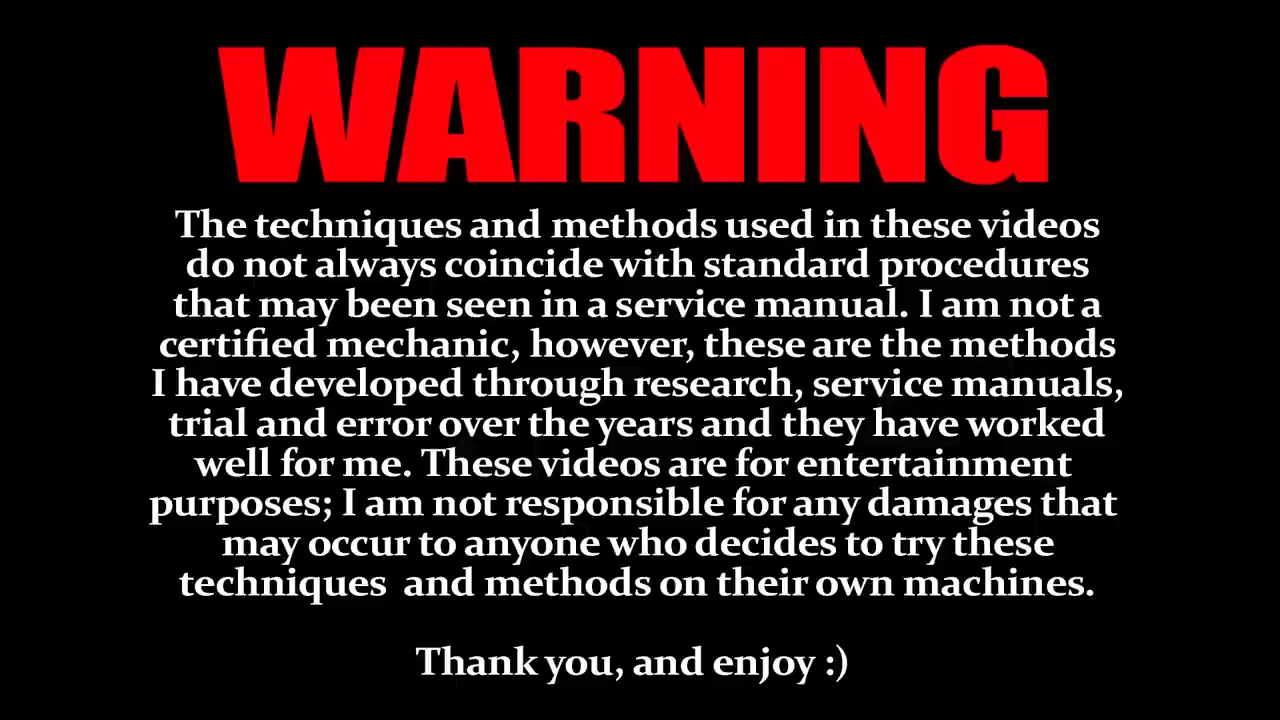 WARNING
The techniques and methods used in these videos
do not always coincide with standard procedures
that may been seen in a service manual. I am not a
certified mechanic, however, these are the methods
I have developed through research, service manuals,
trial and error over the years and they have worked
well for me. These videos are for entertainment
purposes; I am not responsible for any damages that
may occur to anyone who decides to try these
techniques  and methods on their own machines.
Thank you, and enjoy :)